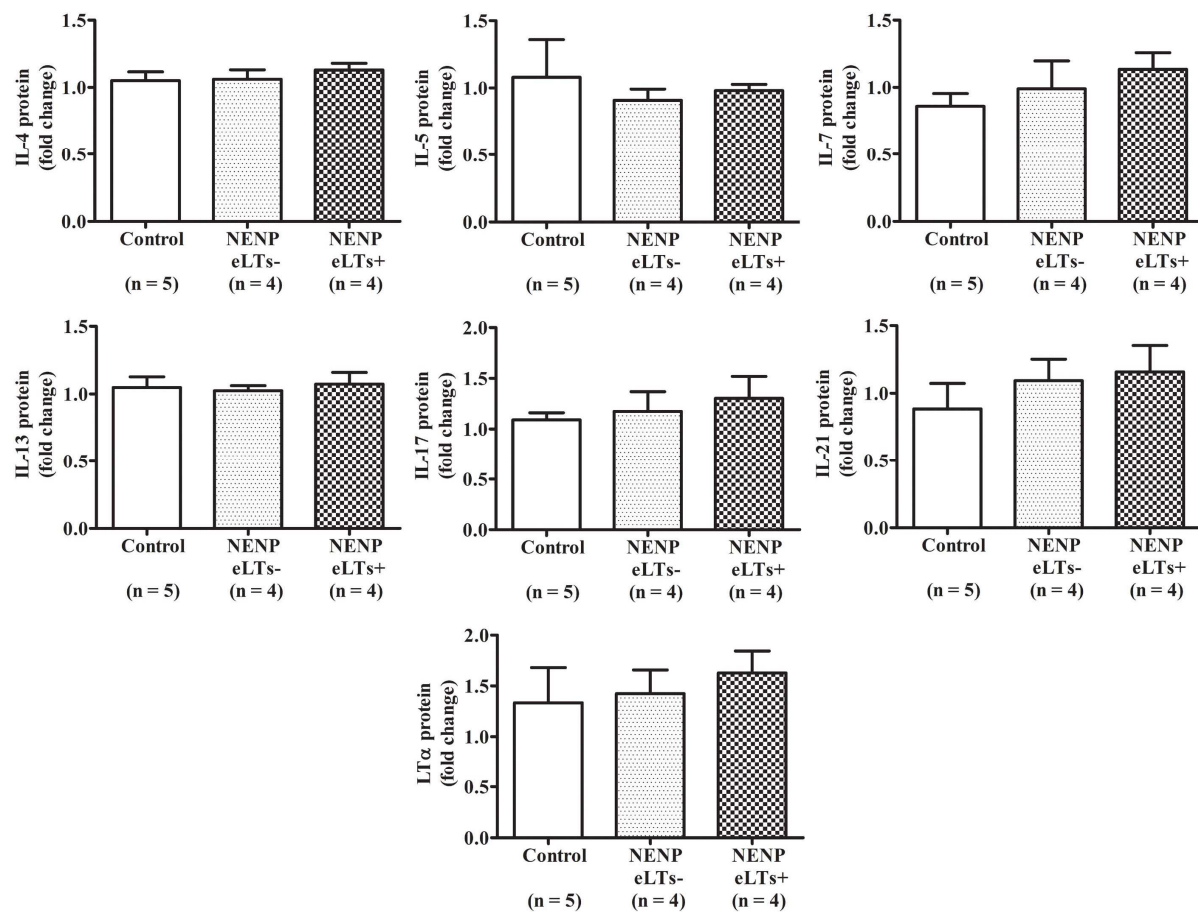 IL-4 protein
(fold change)
1.5
1.0
0.5
0.0
Control
NENP
eLTs-
NENP
eLTs+
(n = 5)
(n = 4)
(n = 4)
IL-5 protein
(fold change)
1.5
1.0
0.5
0.0
Control
NENP
eLTs-
NENP
eLTs+
(n = 5)
(n = 4)
(n = 4)
IL-7 protein
(fold change)
1.5
1.0
0.5
0.0
Control
NENP
eLTs-
NENP
eLTs+
(n = 5)
(n = 4)
(n = 4)
IL-13 protein
(fold change)
1.5
1.0
0.5
0.0
Control
NENP
eLTs-
NENP
eLTs+
(n = 5)
(n = 4)
(n = 4)
IL-17 protein
(fold change)
2.0
1.5
1.0
0.5
0.0
Control
NENP
eLTs-
NENP
eLTs+
(n = 5)
(n = 4)
(n = 4)
IL-21 protein
(fold change)
1.5
1.0
0.5
0.0
Control
NENP
eLTs-
NENP
eLTs+
(n = 5)
(n = 4)
(n = 4)
LTα protein
(fold change)
2.0
1.5
1.0
0.5
0.0
Control
NENP
eLTs-
NENP
eLTs+
(n = 5)
(n = 4)
(n = 4)